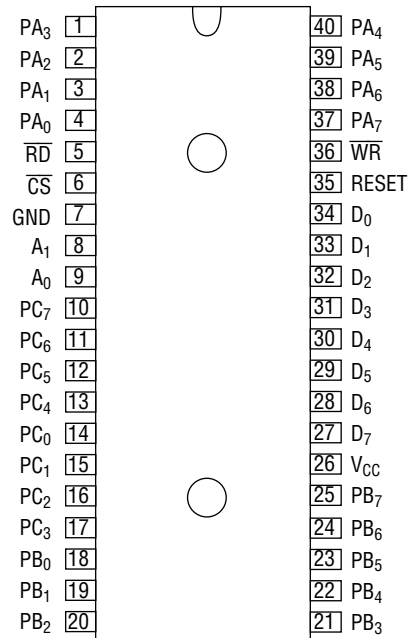 PA₃ 1 40 PA₄
PA₂ 2 39 PA₅
PA₁ 3 38 PA₆
PA₀ 4 37 PA₇
R̅D̅ 5 36 W̅R̅
C̅S̅ 6 35 RESET
GND 7 34 D₀
A₁ 8 33 D₁
A₀ 9 32 D₂
PC₇ 10 31 D₃
PC₆ 11 30 D₄
PC₅ 12 29 D₅
PC₄ 13 28 D₆
PC₀ 14 27 D₇
PC₁ 15 26 V_CC
PC₂ 16 25 PB₇
PC₃ 17 24 PB₆
PB₀ 18 23 PB₅
PB₁ 19 22 PB₄
PB₂ 20 21 PB₃